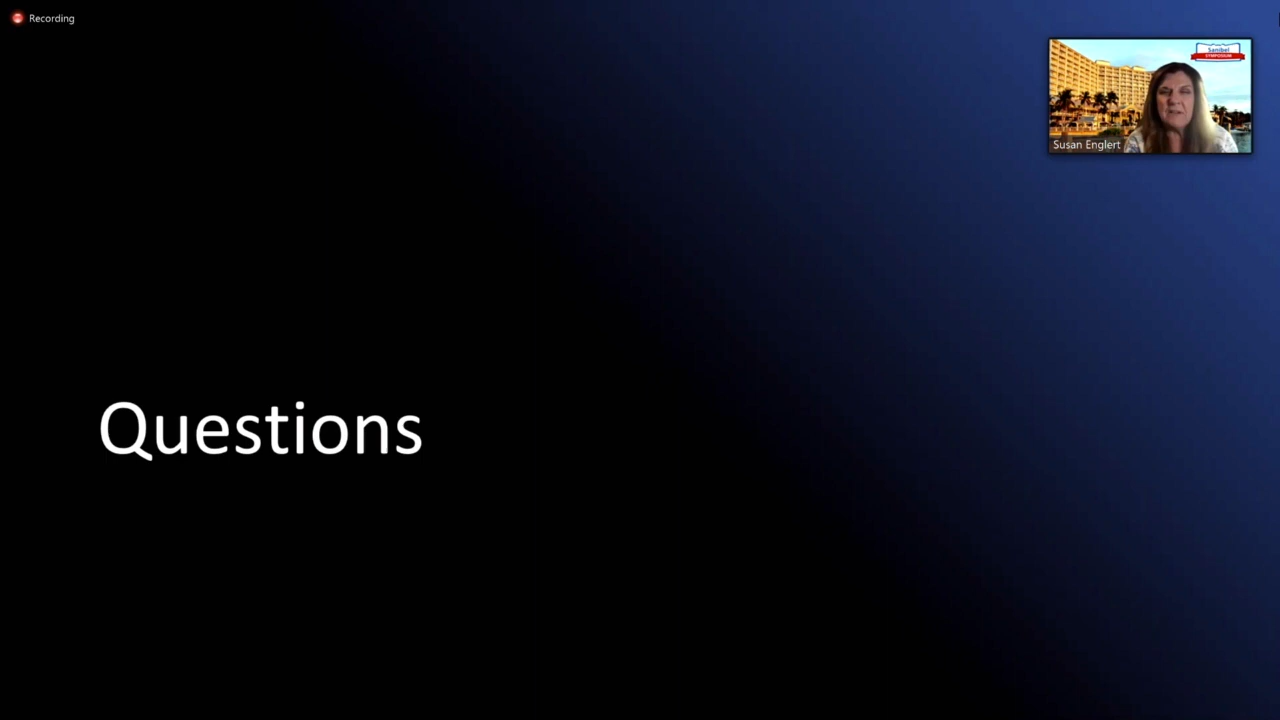 Recording
Sanibel
SYMPOSIUM
Susan Englert
Questions